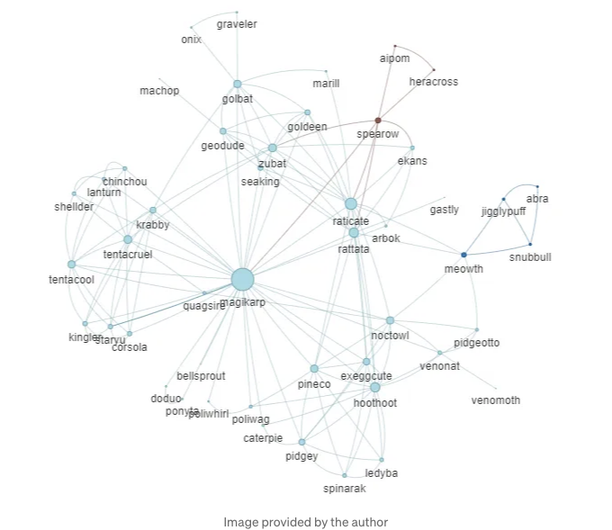 graveler
onix
aipom
heracross
marill
machop
golbat
goldeen
spearow
geodude
zubat
ekans
seaking
chinchou
lanturn
shellder
abra
jigglypuff
gastly
krabby
raticate
arbok
rattata
tentacruel
snubbull
meowth
tentacool
quagsire
magikarp
kingler
staryu
corsola
noctowl
pidgeotto
venonat
bellsprout
pineco
exeggcute
doduo
ponyta
poliwhirl
poliwag
hoothoot
venomoth
caterpie
pidgey
ledyba
spinarak
Image provided by the author